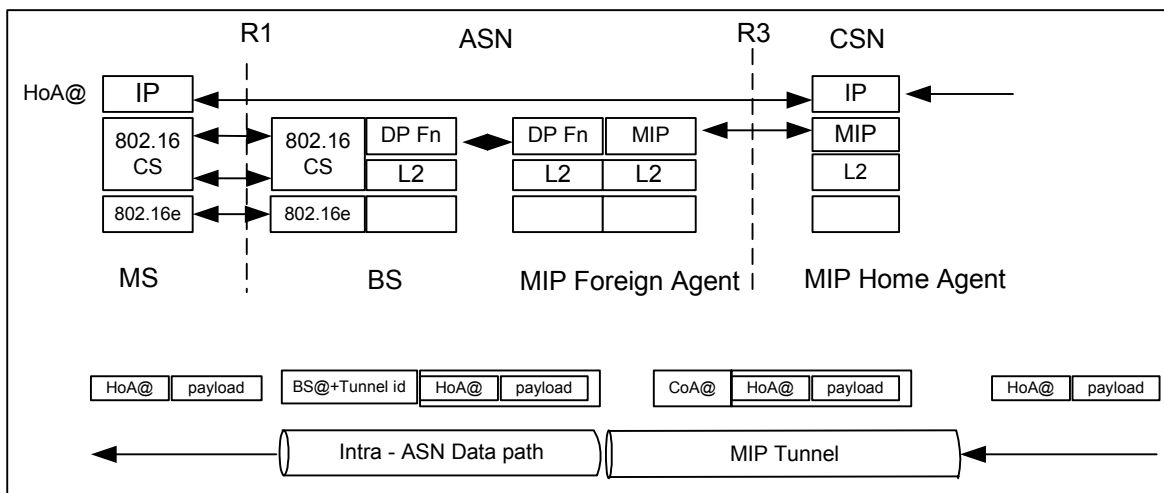 R1 ASN R3 CSN
HoA@ IP IP
802.16 CS 802.16 CS DP Fn DP Fn MIP MIP
L2 L2 L2 L2
802.16e 802.16e
MS BS MIP Foreign Agent MIP Home Agent
HoA@ payload BS@+Tunnel id HoA@ payload CoA@ HoA@ payload HoA@ payload
Intra - ASN Data path MIP Tunnel